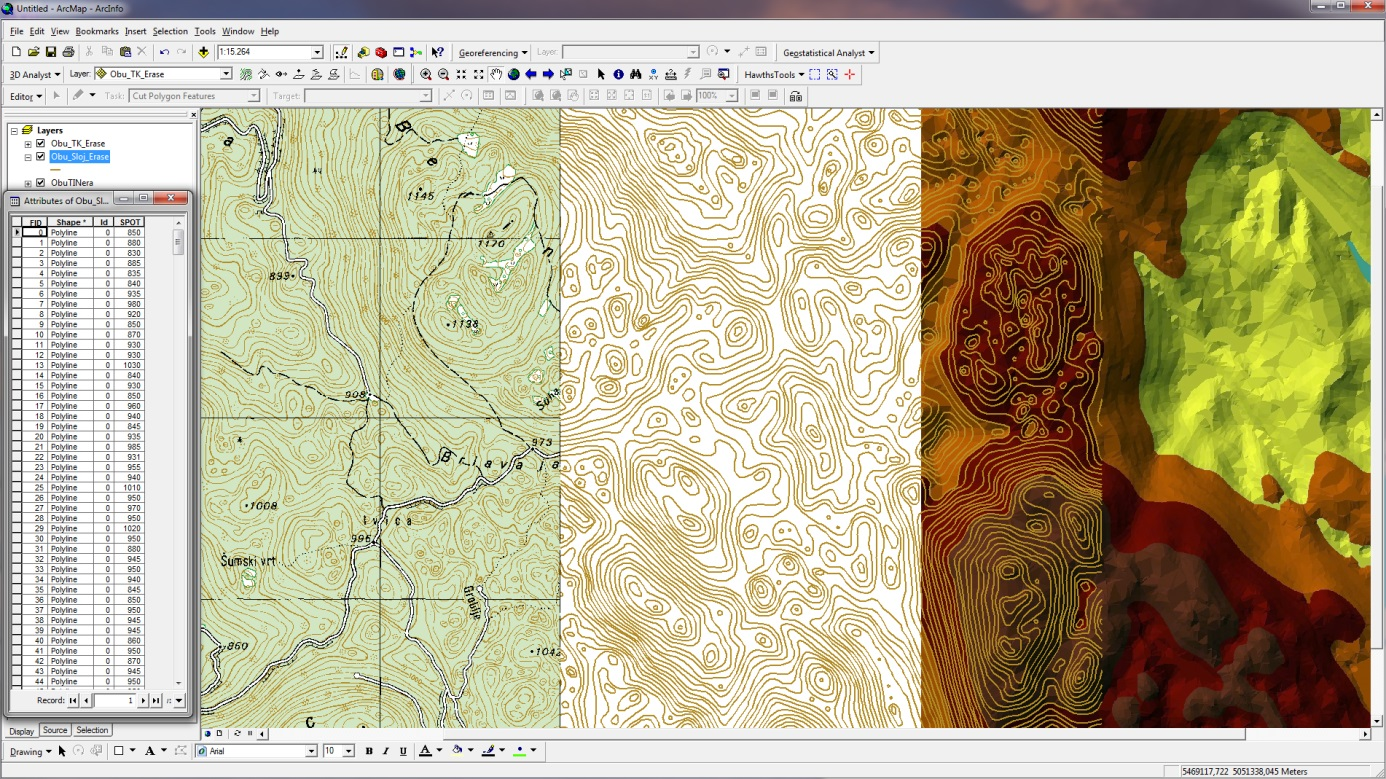 Untitled - ArcMap - ArcInfo
File Edit View Bookmarks Insert Selection Tools Window Help
1:15.264 Georeferencing Layer: Geostatistical Analyst
3D Analyst Layer: Obu_TK_Erase HawthsTools
Editor Task: Cut Polygon Features Target: 100%
Layers
Obu_TK_Erase
Obu_Sloj_Erase
ObuTINera
Attributes of Obu_Sl...
FID Shape * Id SPOT
0 Polyline 0 850
1 Polyline 0 880
2 Polyline 0 830
3 Polyline 0 885
4 Polyline 0 835
5 Polyline 0 840
6 Polyline 0 935
7 Polyline 0 980
8 Polyline 0 920
9 Polyline 0 850
10 Polyline 0 870
11 Polyline 0 930
12 Polyline 0 930
13 Polyline 0 1030
14 Polyline 0 840
15 Polyline 0 930
16 Polyline 0 850
17 Polyline 0 960
18 Polyline 0 940
19 Polyline 0 845
20 Polyline 0 935
21 Polyline 0 985
22 Polyline 0 931
23 Polyline 0 955
24 Polyline 0 940
25 Polyline 0 1010
26 Polyline 0 950
27 Polyline 0 970
28 Polyline 0 950
29 Polyline 0 1020
30 Polyline 0 950
31 Polyline 0 880
32 Polyline 0 945
33 Polyline 0 950
34 Polyline 0 940
35 Polyline 0 845
36 Polyline 0 850
37 Polyline 0 950
38 Polyline 0 945
39 Polyline 0 945
40 Polyline 0 860
41 Polyline 0 950
42 Polyline 0 870
43 Polyline 0 945
44 Polyline 0 950
Record: 1
Display Source Selection
Drawing A Arial 10 B I U A
5469117,722 5051338,045 Meters
1145
1120
899
1138
908
Suha
973
Brlava la
1008
Ivica
995
Šumski vrt
Grablje
860
104